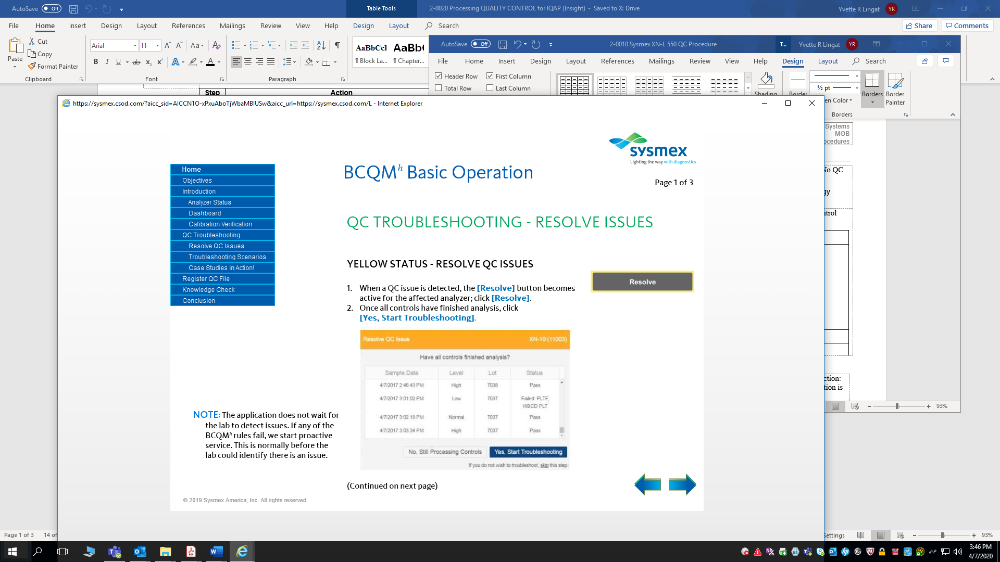 AutoSave Off
Table Tools
2-0020 Processing QUALITY CONTROL for IQAP (Insight) - Saved to X: Drive
Yvette R Lingat YR
File Home Insert Design Layout References Mailings Review View Help Design Layout Search
Share Comments
Paste
Cut
Copy
Format Painter
Clipboard
Arial 11
Font
Paragraph
AaBbCcI AaBbC
¶ Block La... ¶ Chapter...
AutoSave Off
2-0010 Sysmex XN-L 550 QC Procedure
T...
Yvette R Lingat YR
File Home Insert Design Layout References Mailings Review View Help Design Layout Search
Header Row First Column
Total Row Last Column
Shading
Border
½ pt
en Color
Borders
Border
Painter
Borders
Step Action
Systems
MOB
ocedures
No QC
gy
ntrol
ction:
tion is
93%
https://sysmex.csod.com/?aicc_sid=AICCN1O-xPxuAboTjWbaMBIUSw&aicc_url=https://sysmex.csod.com/L - Internet Explorer
sysmex
Lighting the way with diagnostics
BCQMh Basic Operation
Page 1 of 3
Home
Objectives
Introduction
Analyzer Status
Dashboard
Calibration Verification
QC Troubleshooting
Resolve QC Issues
Troubleshooting Scenarios
Case Studies in Action!
Register QC File
Knowledge Check
Conclusion
QC TROUBLESHOOTING - RESOLVE ISSUES
YELLOW STATUS - RESOLVE QC ISSUES
1. When a QC issue is detected, the [Resolve] button becomes
active for the affected analyzer; click [Resolve].
2. Once all controls have finished analysis, click
[Yes, Start Troubleshooting].
Resolve
Resolve QC Issue XN-10 (11003)
Have all controls finished analysis?
Sample Date Level Lot Status
4/7/2017 2:46:43 PM High 7038 Pass
4/7/2017 3:01:02 PM Low 7037 Failed: PLTF,
WBCD PLT
4/7/2017 3:02:18 PM Normal 7037 Pass
4/7/2017 3:03:34 PM High 7037 Pass
No, Still Processing Controls Yes, Start Troubleshooting
If you do not wish to troubleshoot, skip this step
NOTE: The application does not wait for
the lab to detect issues. If any of the
BCQMh rules fail, we start proactive
service. This is normally before the
lab could identify there is an issue.
(Continued on next page)
© 2019 Sysmex America, Inc. All rights reserved.
Page 1 of 3 14 of
Settings
93%
3:46 PM
4/7/2020